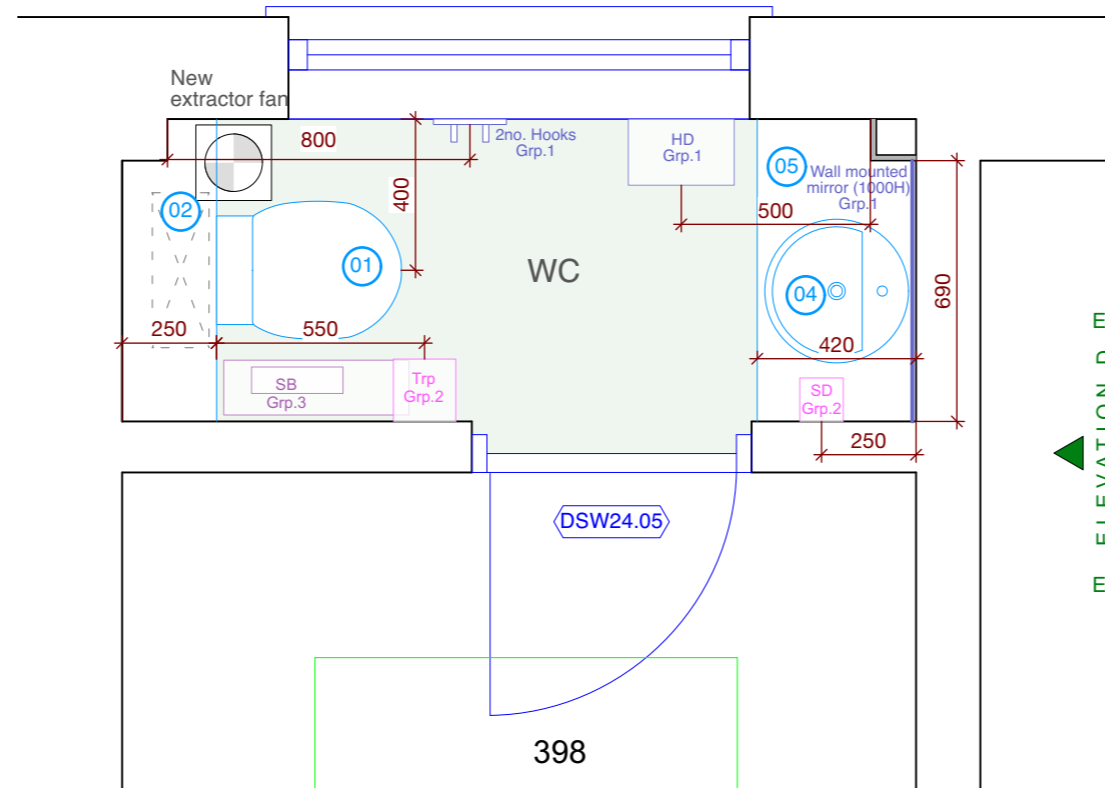 New
extractor fan
800
2no. Hooks
Grp.1
HD
Grp.1
05
Wall mounted
mirror (1000H)
Grp.1
02
400
500
01
WC
04
690
250
550
420
SB
Grp.3
Trp
Grp.2
SD
Grp.2
250
DSW24.05
398
E ELEVATION D E